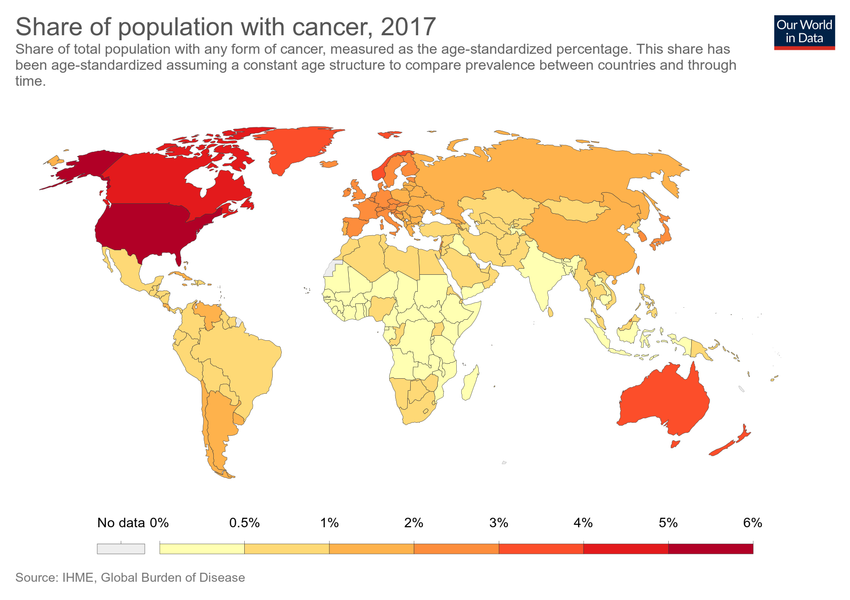 Share of population with cancer, 2017
Our World
in Data
Share of total population with any form of cancer, measured as the age-standardized percentage. This share has
been age-standardized assuming a constant age structure to compare prevalence between countries and through
time.
No data 0% 0.5% 1% 2% 3% 4% 5% 6%
Source: IHME, Global Burden of Disease